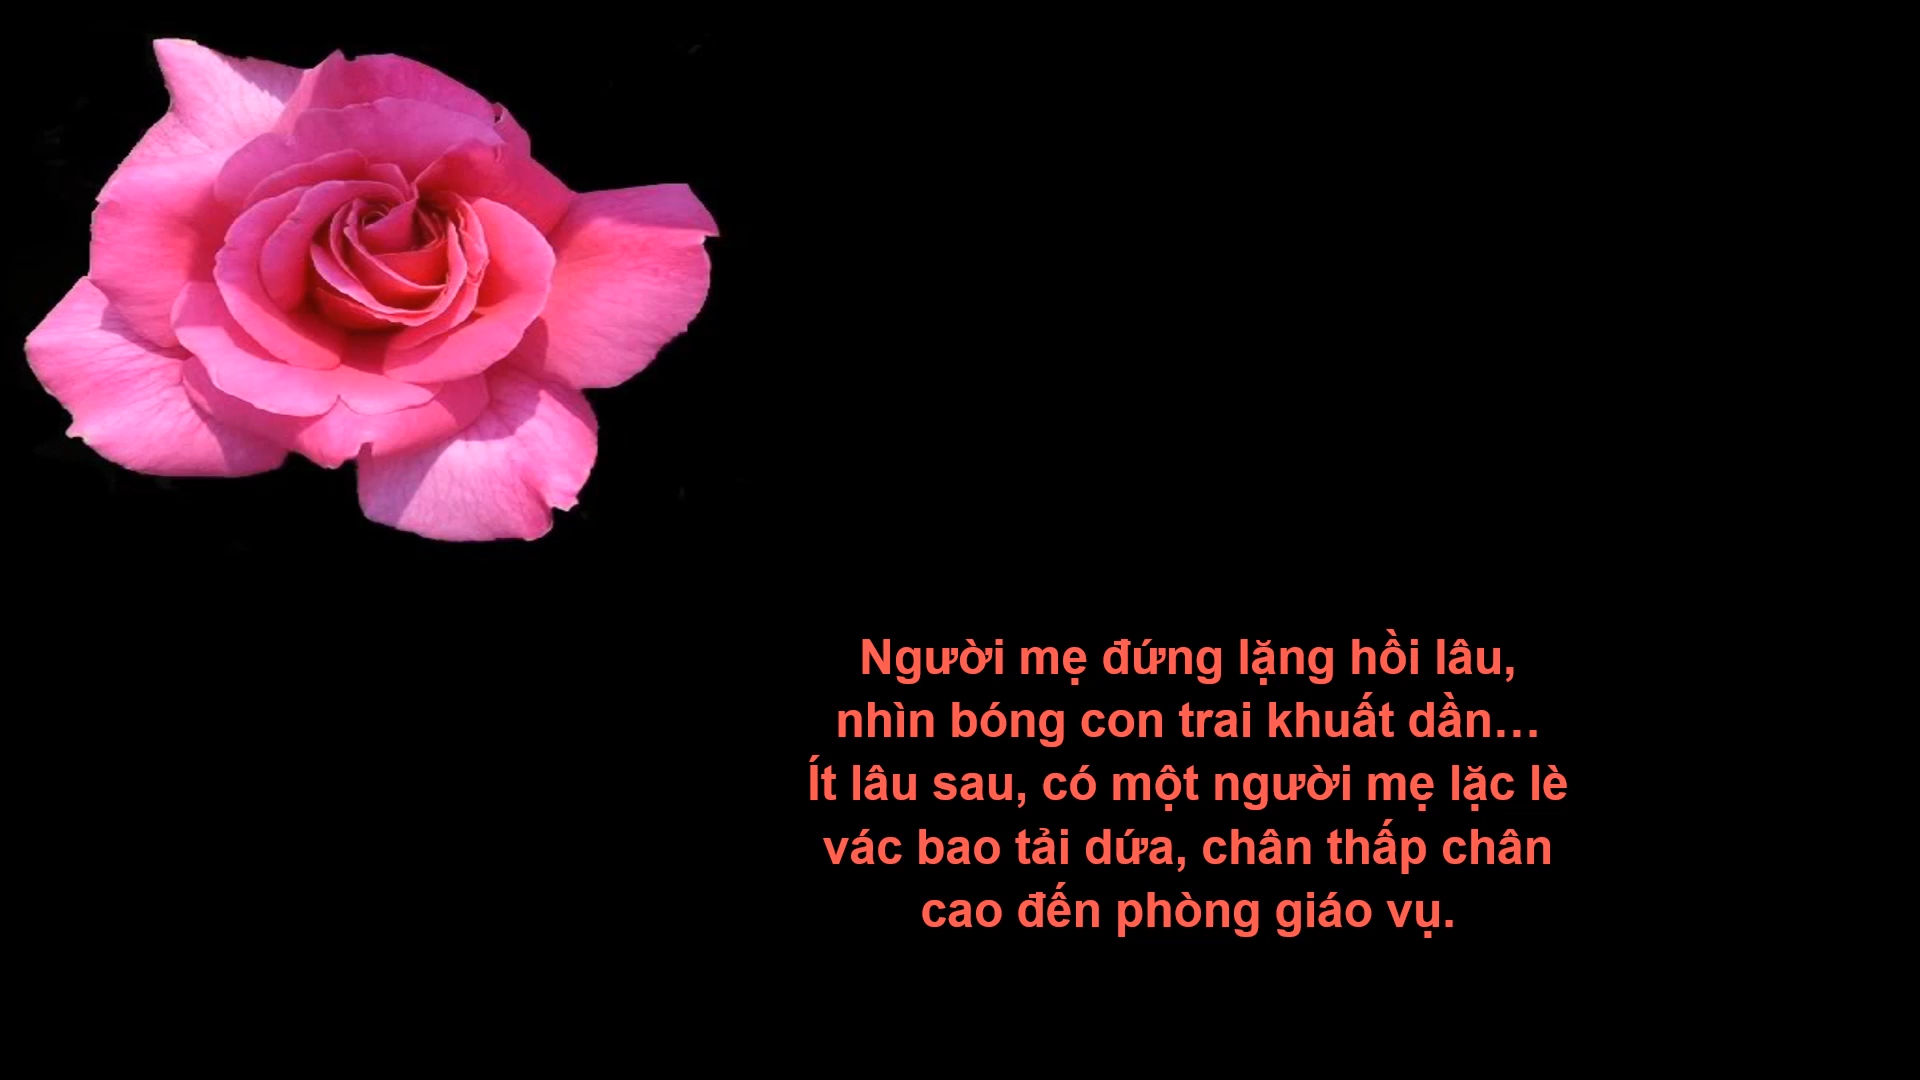 Người mẹ đứng lặng hồi lâu,
nhìn bóng con trai khuất dần…
Ít lâu sau, có một người mẹ lặc lè
vác bao tải dứa, chân thấp chân
cao đến phòng giáo vụ.